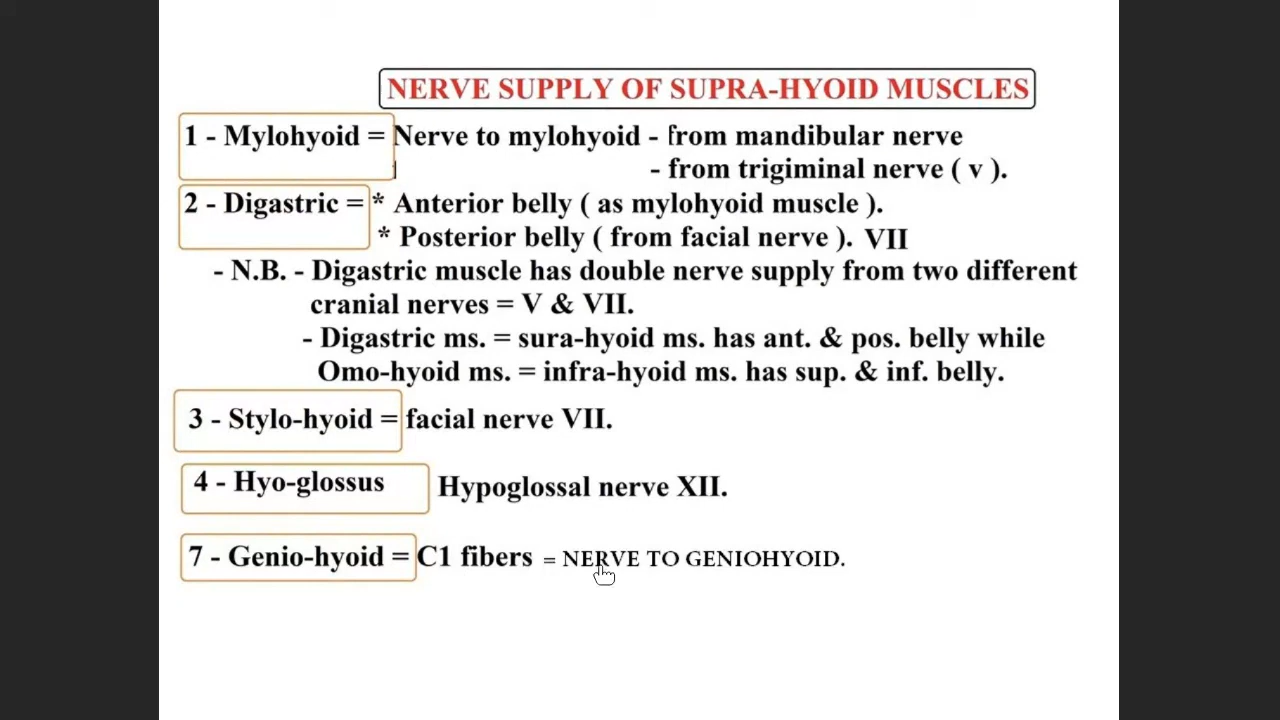 NERVE SUPPLY OF SUPRA-HYOID MUSCLES
1 - Mylohyoid = Nerve to mylohyoid - from mandibular nerve
- from trigiminal nerve ( v ).
2 - Digastric = * Anterior belly ( as mylohyoid muscle ).
* Posterior belly ( from facial nerve ). VII
- N.B. - Digastric muscle has double nerve supply from two different
cranial nerves = V & VII.
- Digastric ms. = sura-hyoid ms. has ant. & pos. belly while
Omo-hyoid ms. = infra-hyoid ms. has sup. & inf. belly.
3 - Stylo-hyoid = facial nerve VII.
4 - Hyo-glossus Hypoglossal nerve XII.
7 - Genio-hyoid = C1 fibers = NERVE TO GENIOHYOID.